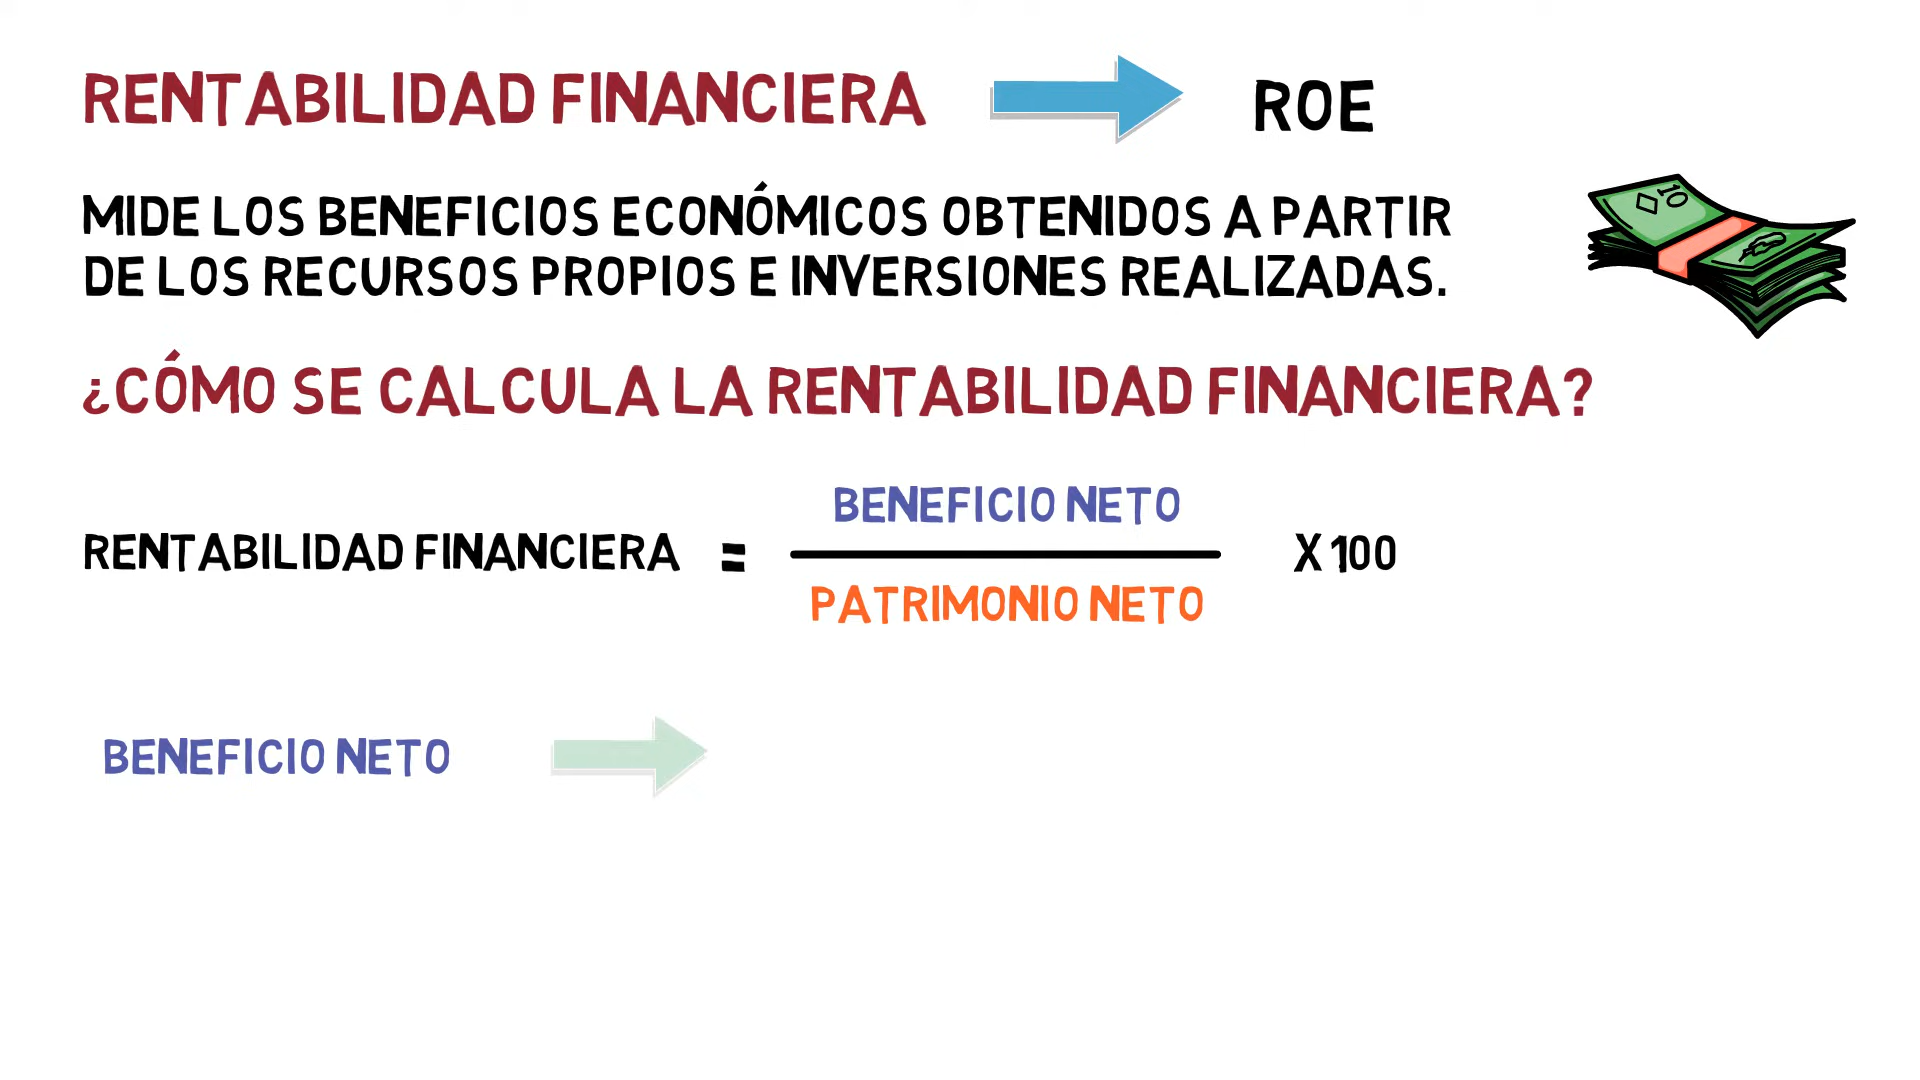 RENTABILIDAD FINANCIERA
ROE
MIDE LOS BENEFICIOS ECONÓMICOS OBTENIDOS A PARTIR
DE LOS RECURSOS PROPIOS E INVERSIONES REALIZADAS.
10
¿CÓMO SE CALCULA LA RENTABILIDAD FINANCIERA?
BENEFICIO NETO
RENTABILIDAD FINANCIERA = X 100
PATRIMONIO NETO
BENEFICIO NETO